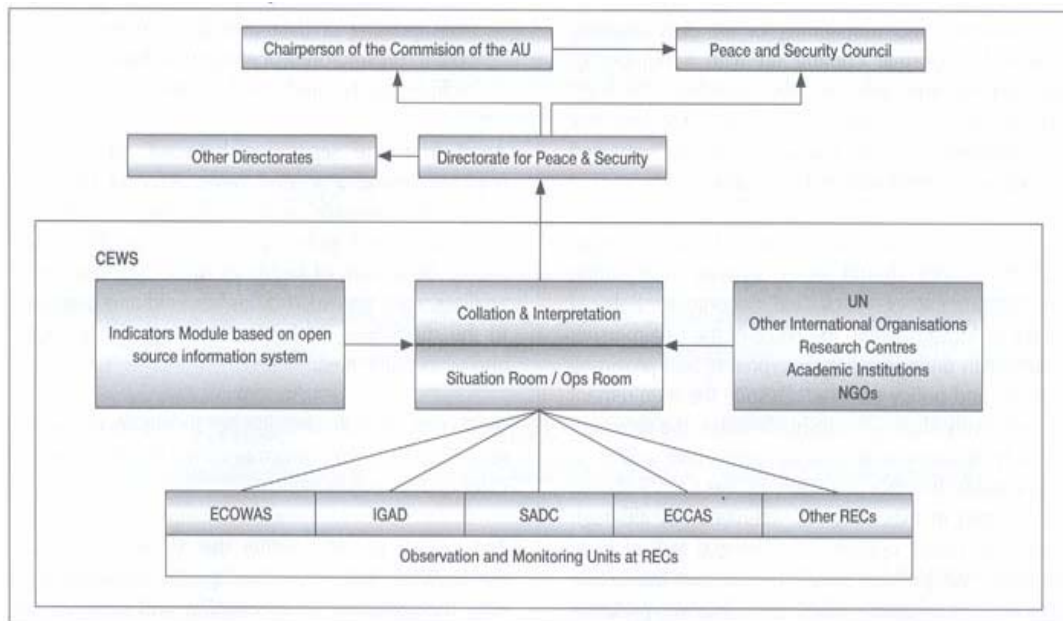 Chairperson of the Commision of the AU
Peace and Security Council
Other Directorates
Directorate for Peace & Security
CEWS
Indicators Module based on open
source information system
Collation & Interpretation
Situation Room / Ops Room
UN
Other International Organisations
Research Centres
Academic Institutions
NGOs
ECOWAS
IGAD
SADC
ECCAS
Other RECs
Observation and Monitoring Units at RECs